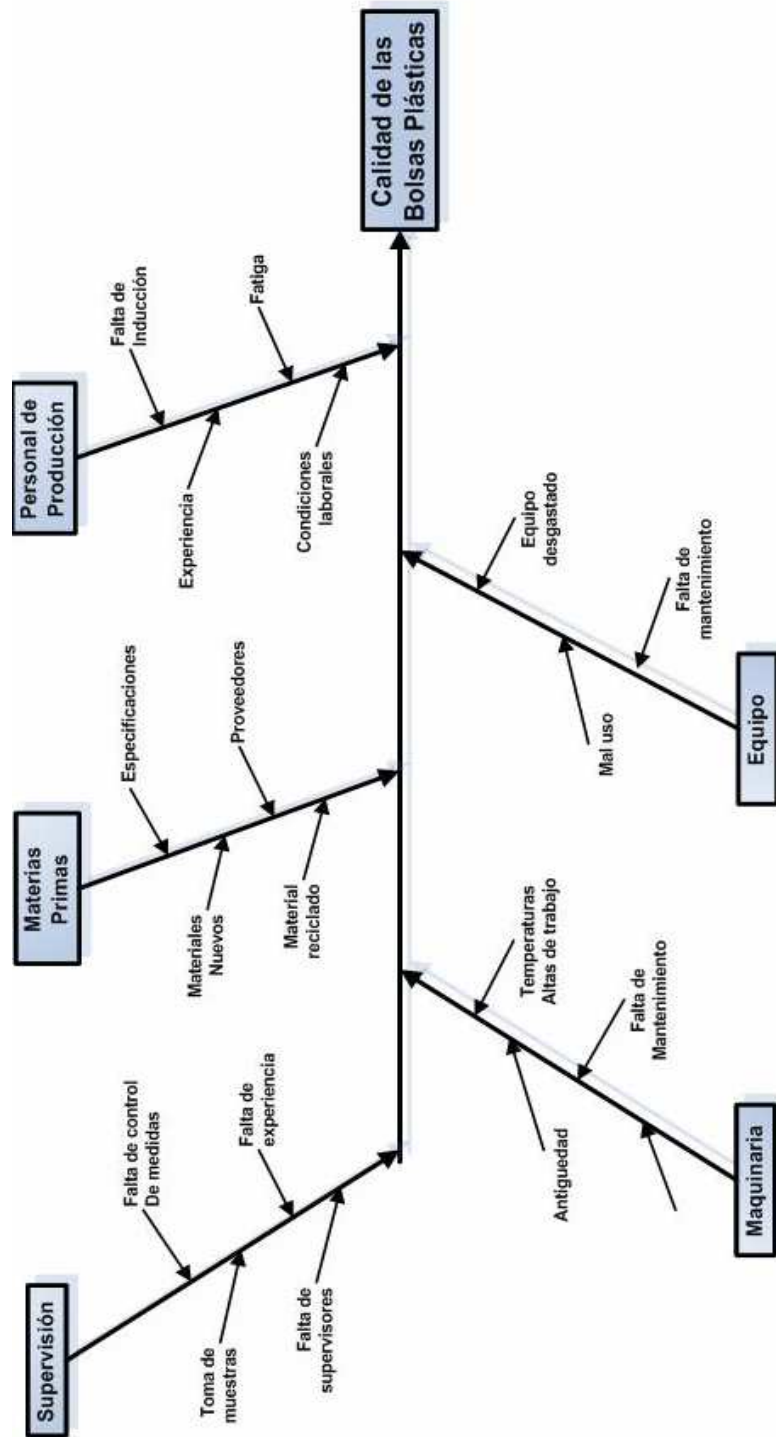 Supervisión
Materias
Primas
Personal de
Producción
Falta de control
De medidas
Toma de
muestras
Falta de
experiencia
Falta de
supervisores
Especificaciones
Materiales
Nuevos
Proveedores
Material
reciclado
Falta de
Inducción
Experiencia
Fatiga
Condiciones
laborales
Calidad de las
Bolsas Plásticas
Temperaturas
Altas de trabajo
Antiguedad
Falta de
Mantenimiento
Equipo
desgastado
Mal uso
Falta de
mantenimiento
Maquinaria
Equipo